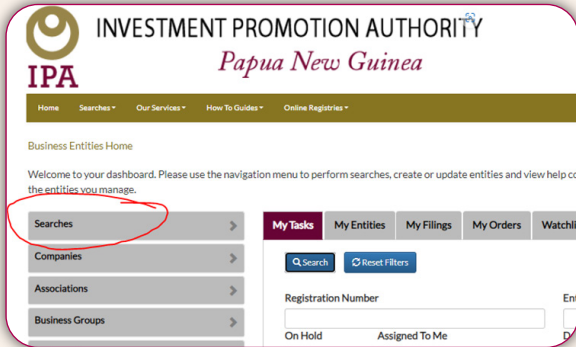 INVESTMENT PROMOTION AUTHORITY
Papua New Guinea
IPA
Home Searches Our Services How To Guides Online Registries
Business Entities Home
Welcome to your dashboard. Please use the navigation menu to perform searches, create or update entities and view help
the entities you manage.
Searches
Companies
Associations
Business Groups
My Tasks My Entities My Filings My Orders
Search Reset Filters
Registration Number
On Hold Assigned To Me